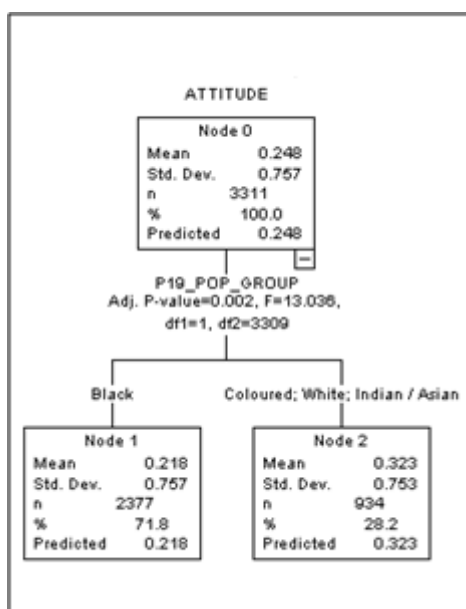 ATTITUDE
Node 0
Mean 0.248
Std. Dev. 0.757
n 3311
% 100.0
Predicted 0.248
P19_POP_GROUP
Adj. P-value=0.002, F=13.036,
df1=1, df2=3309
Black
Node 1
Mean 0.218
Std. Dev. 0.757
n 2377
% 71.8
Predicted 0.218
Coloured; White; Indian / Asian
Node 2
Mean 0.323
Std. Dev. 0.753
n 934
% 28.2
Predicted 0.323